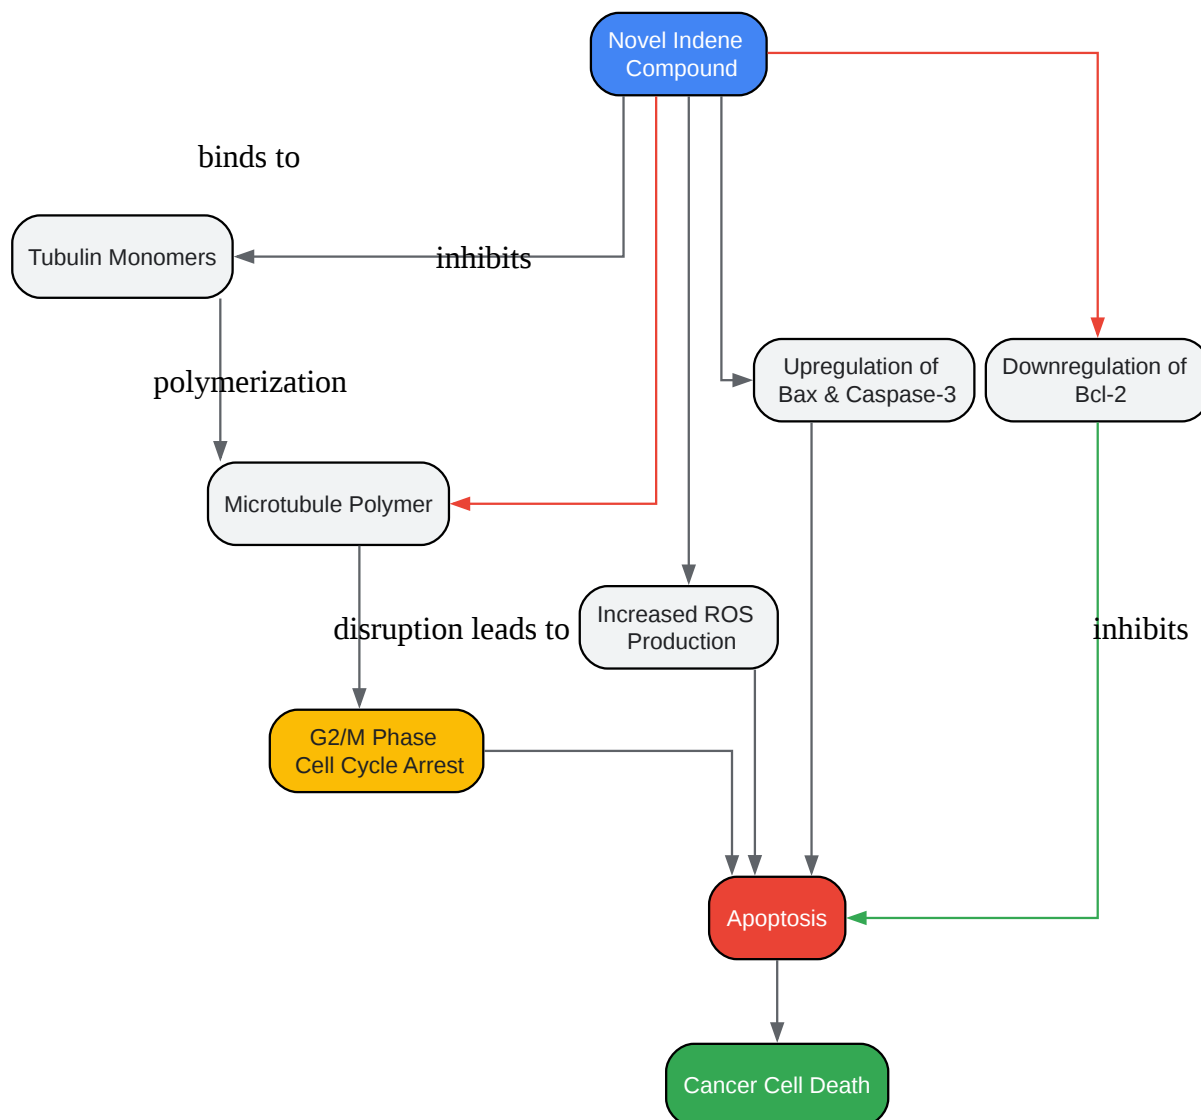 Novel Indene
Compound
binds to
Tubulin Monomers
inhibits
Upregulation of
Bax & Caspase-3
Downregulation of
Bcl-2
polymerization
Microtubule Polymer
Increased ROS
Production
disruption leads to
inhibits
G2/M Phase
Cell Cycle Arrest
Apoptosis
Cancer Cell Death